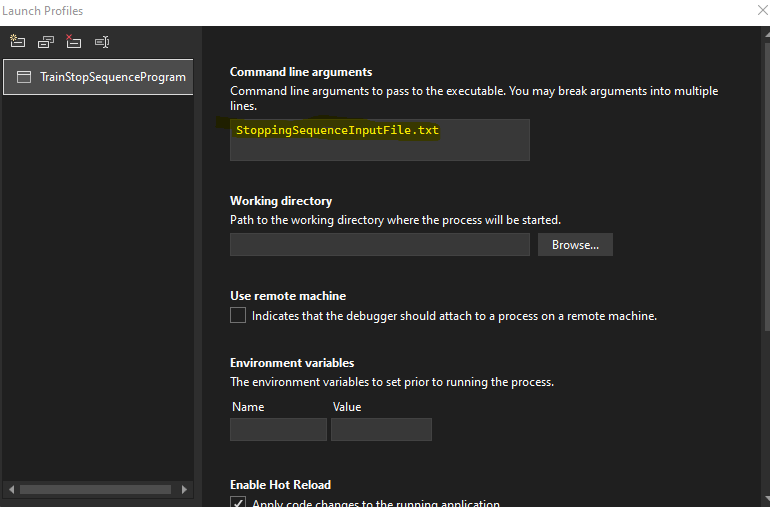 Launch Profiles
TrainStopSequenceProgram
Command line arguments
Command line arguments to pass to the executable. You may break arguments into multiple
lines.
StoppingSequenceInputFile.txt
Working directory
Path to the working directory where the process will be started.
Browse...
Use remote machine
Indicates that the debugger should attach to a process on a remote machine.
Environment variables
The environment variables to set prior to running the process.
Name Value
Enable Hot Reload
Apply code changes to the running application.